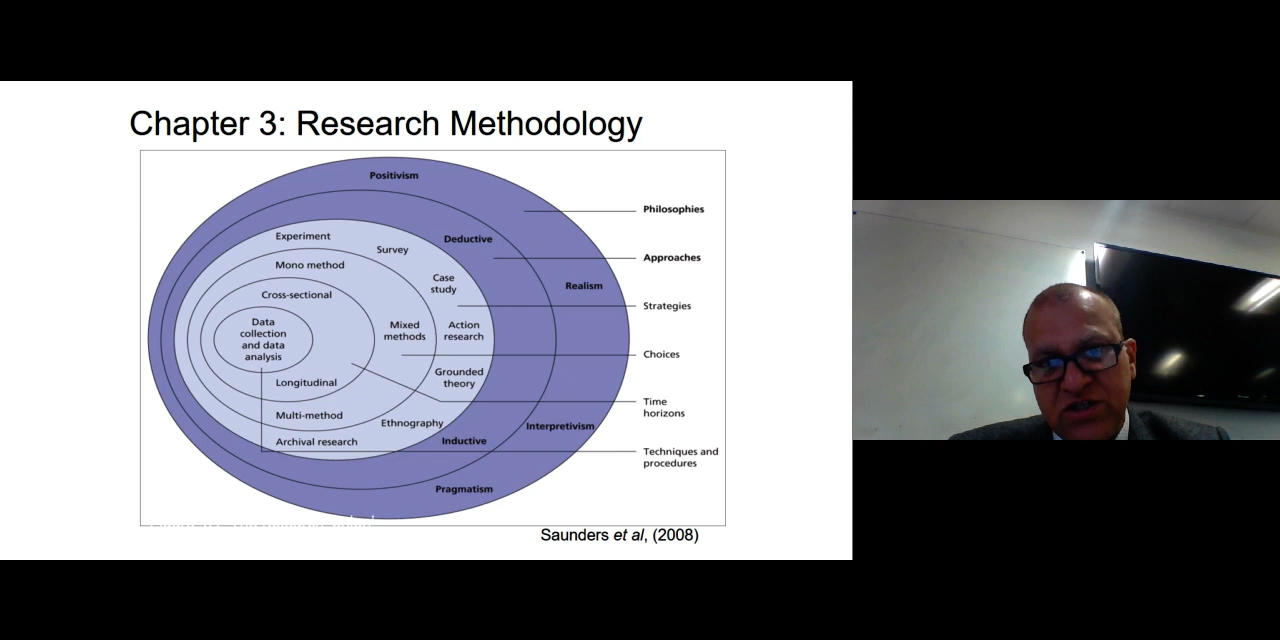 Chapter 3: Research Methodology
Positivism
Philosophies
Experiment
Survey
Deductive
Approaches
Mono method
Case
study
Realism
Cross-sectional
Strategies
Data
collection
and data
analysis
Mixed
methods
Action
research
Choices
Longitudinal
Grounded
theory
Time
horizons
Multi-method
Ethnography
Interpretivism
Archival research
Inductive
Techniques and
procedures
Pragmatism
Saunders et al, (2008)